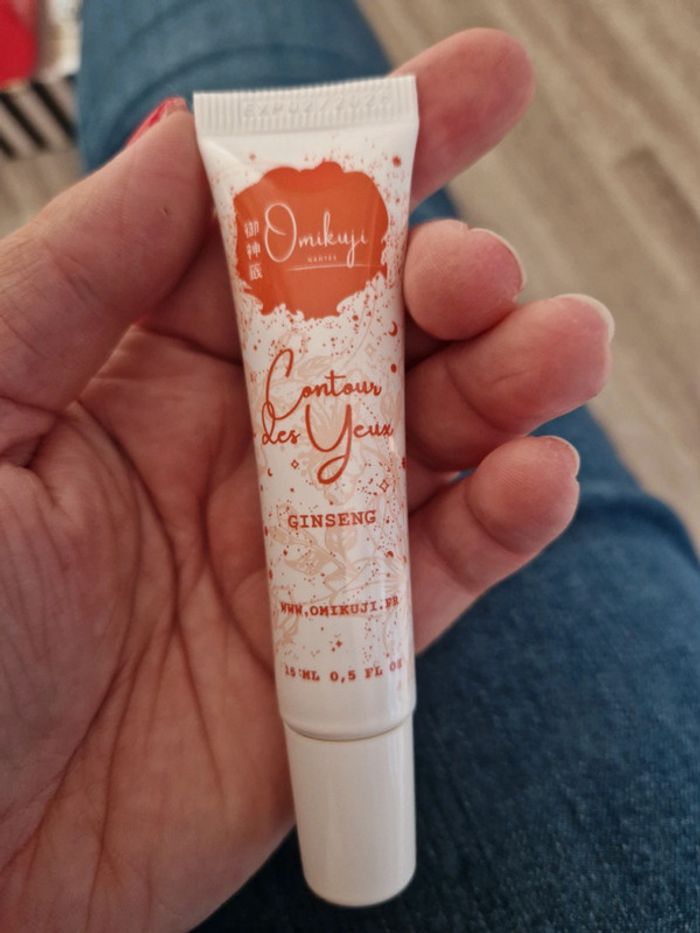 御神籤
Omikuji
NANTES
Contour
des Yeux
GINSENG
WWW.OMIKUJI.FR
15 ML 0,5 FL OZ